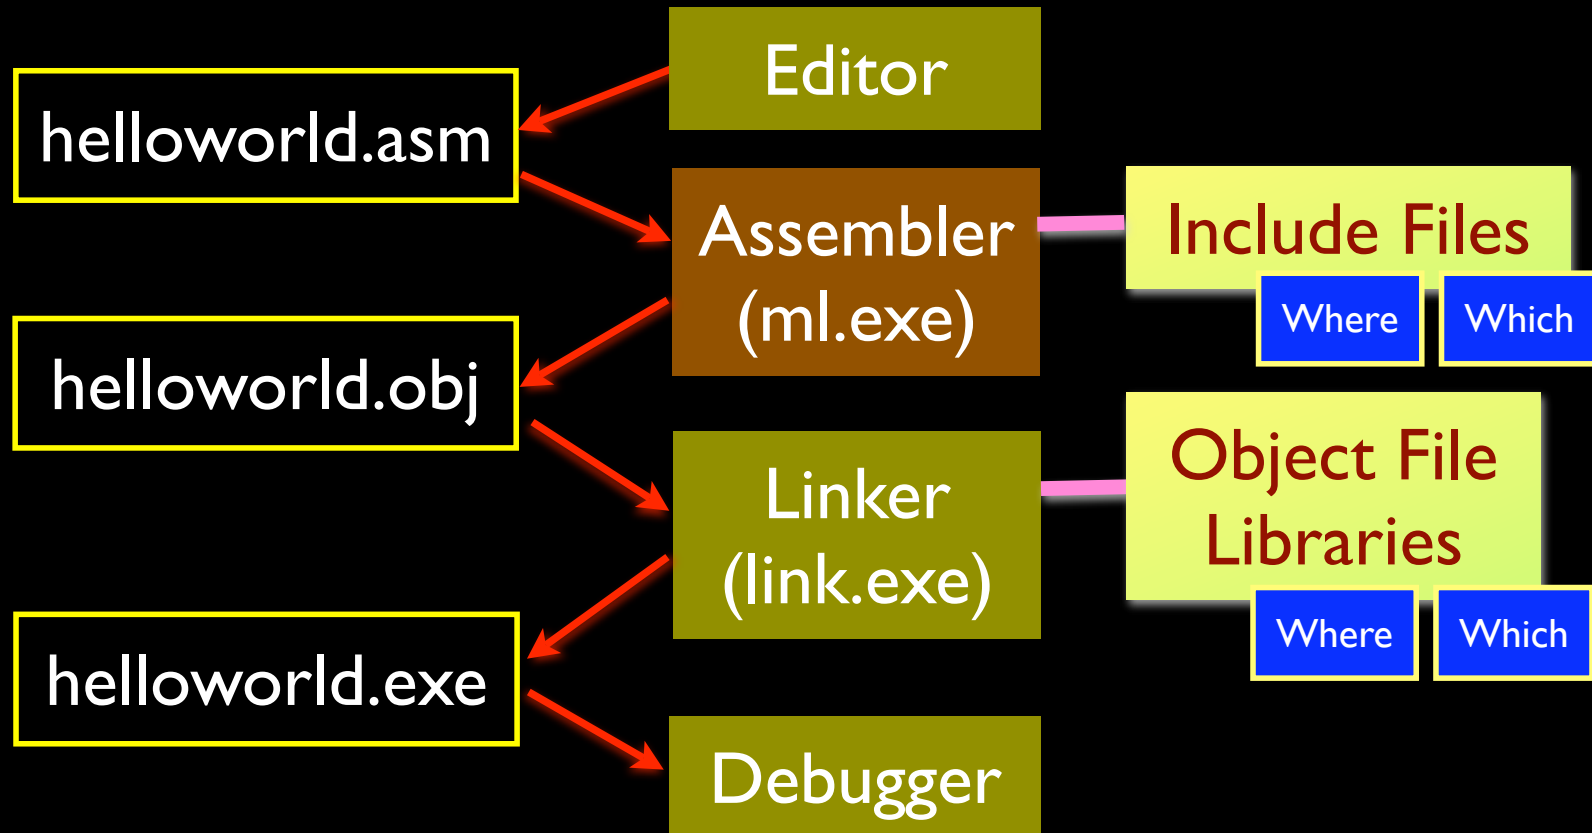 Editor
helloworld.asm
Assembler
(ml.exe)
Include Files
Where
Which
helloworld.obj
Object File
Libraries
Where
Which
Linker
(link.exe)
helloworld.exe
Debugger